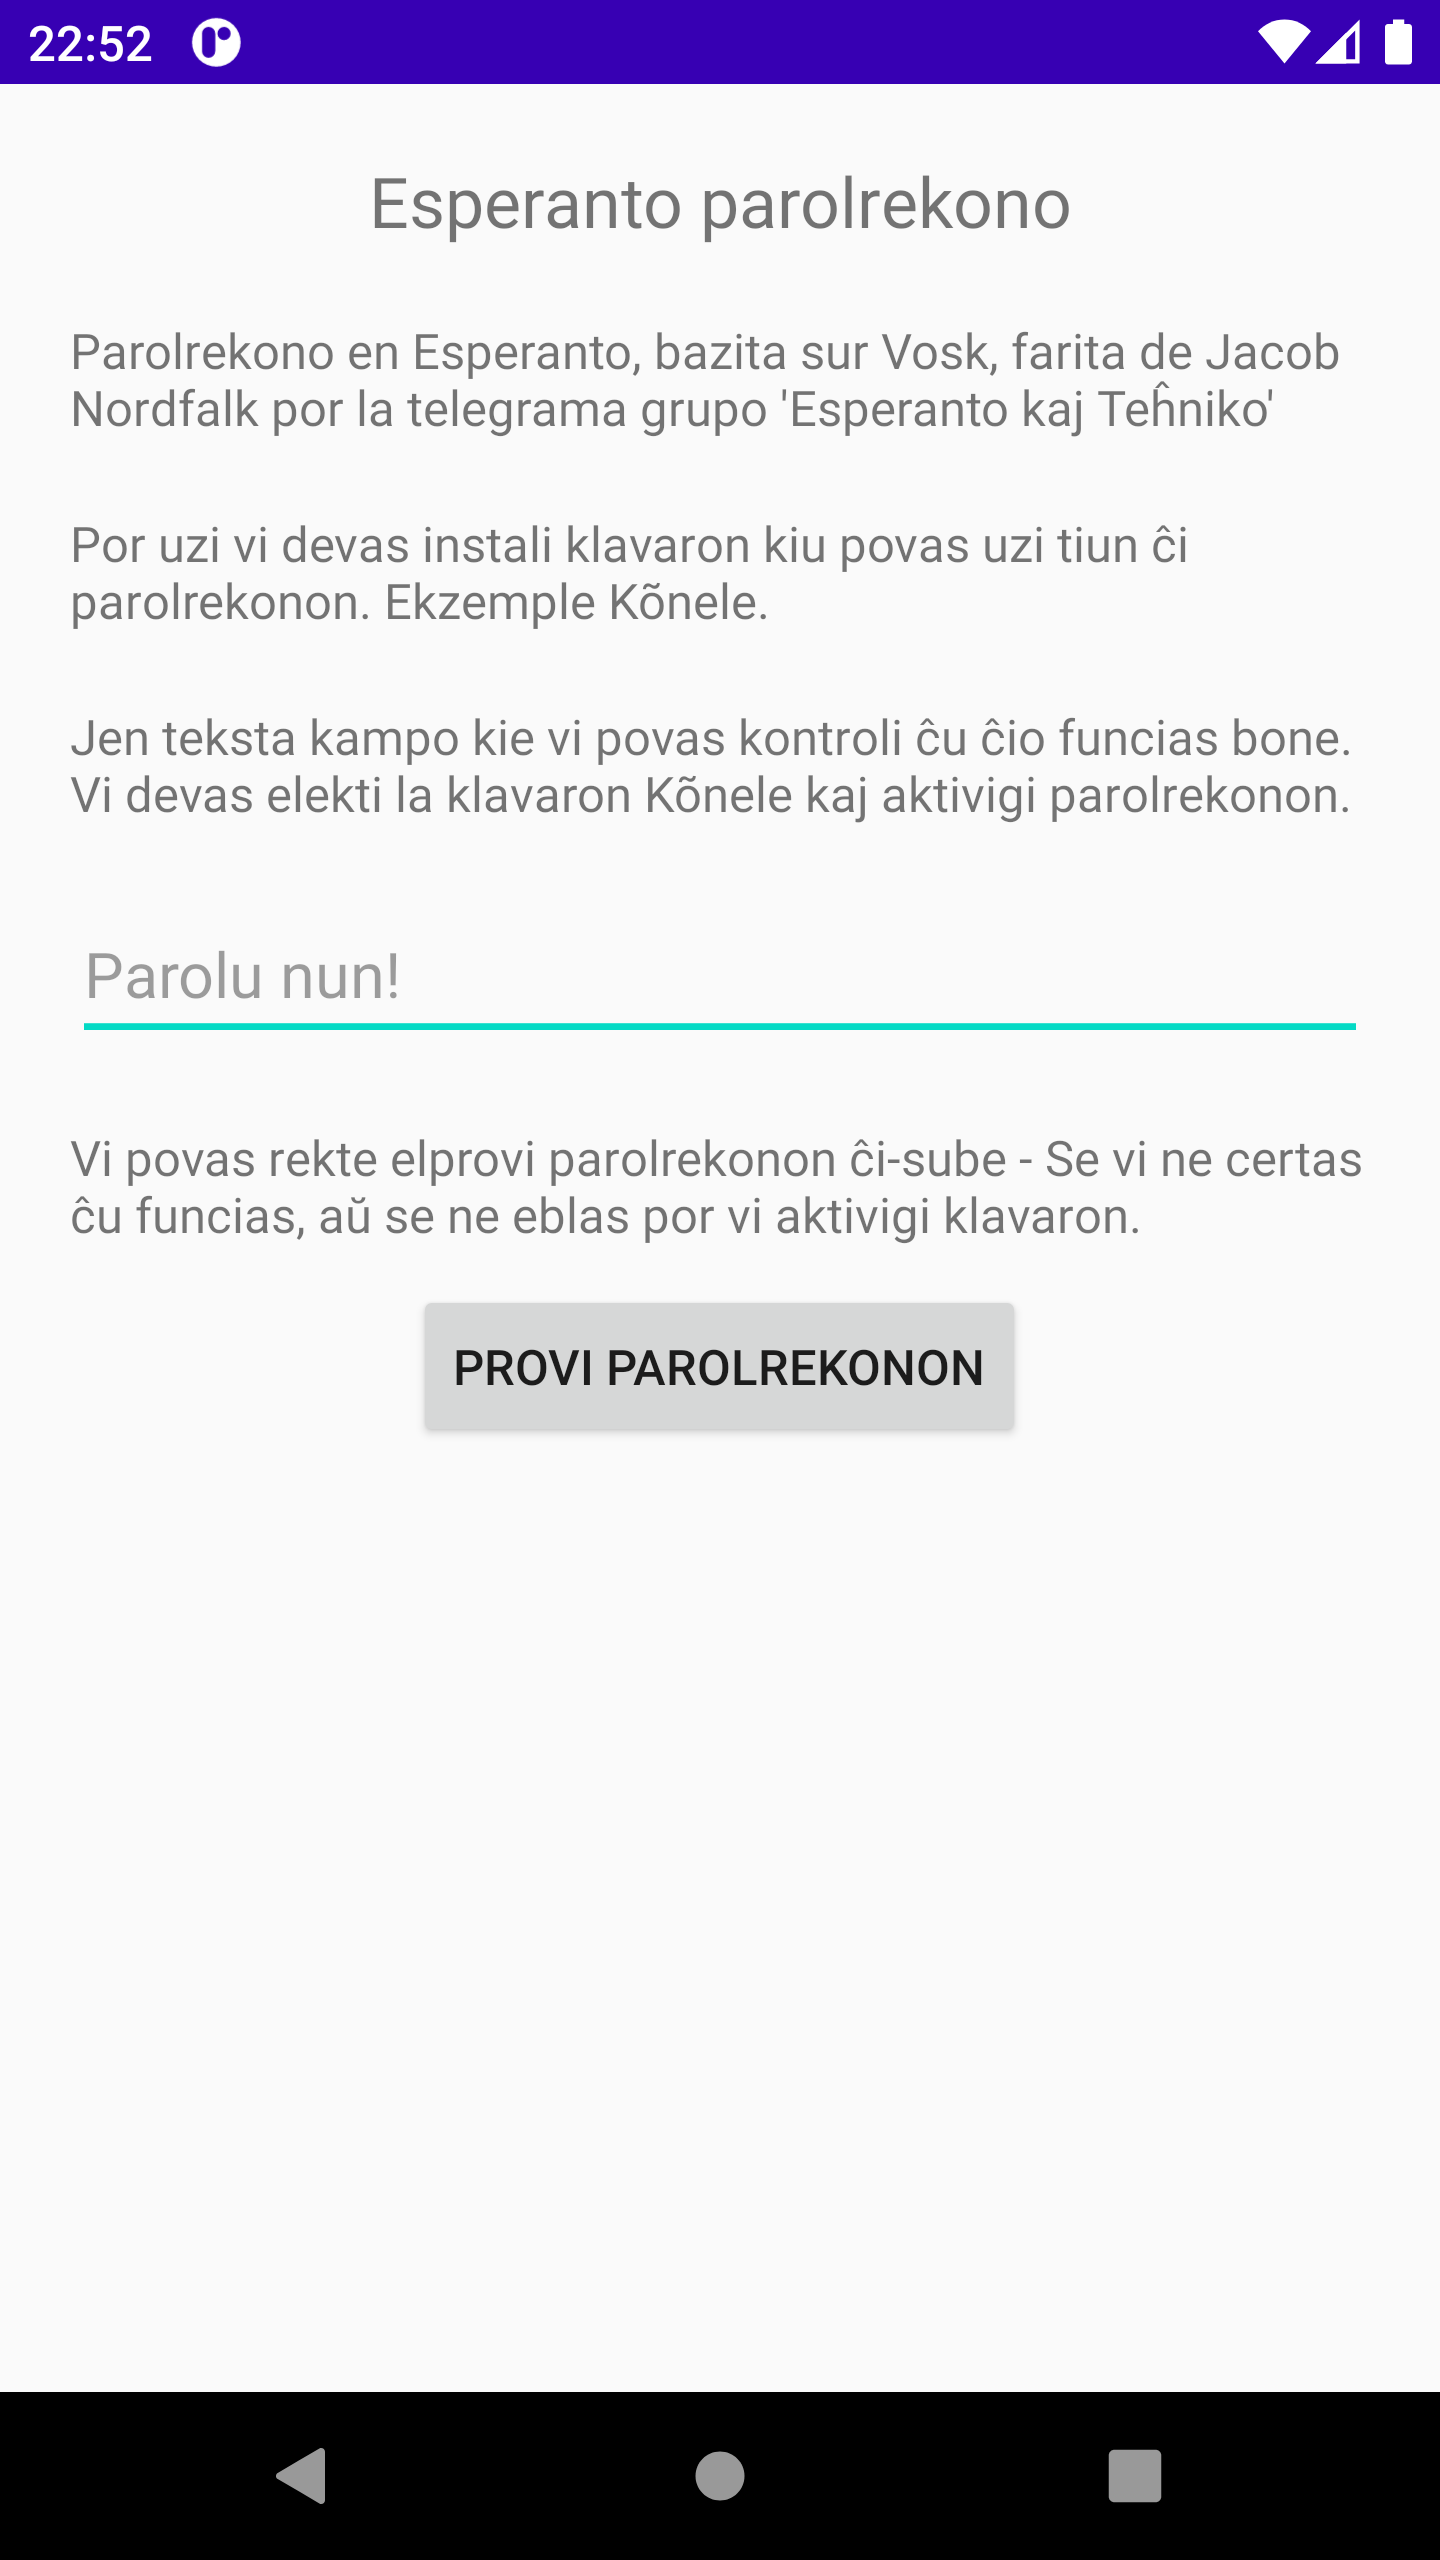 22:52
Esperanto parolrekono
Parolrekono en Esperanto, bazita sur Vosk, farita de Jacob
Nordfalk por la telegrama grupo 'Esperanto kaj Teĥniko'
Por uzi vi devas instali klavaron kiu povas uzi tiun ĉi
parolrekonon. Ekzemple Kõnele.
Jen teksta kampo kie vi povas kontroli ĉu ĉio funcias bone.
Vi devas elekti la klavaron Kõnele kaj aktivigi parolrekonon.
Parolu nun!
Vi povas rekte elprovi parolrekonon ĉi-sube - Se vi ne certas
ĉu funcias, aŭ se ne eblas por vi aktivigi klavaron.
PROVI PAROLREKONON